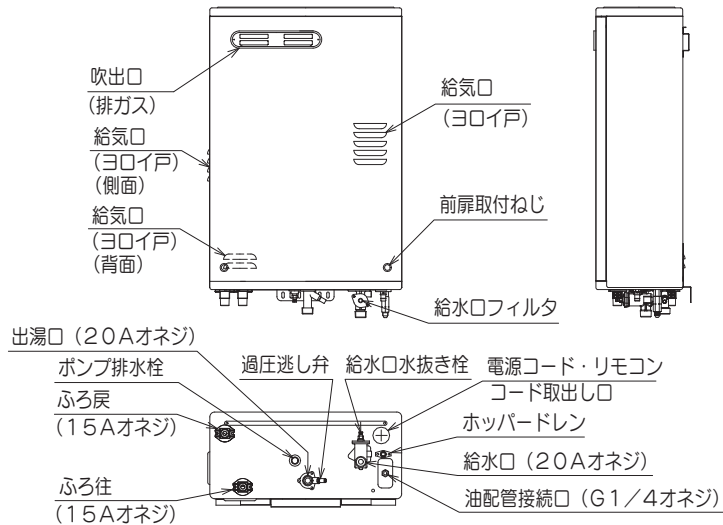 吹出口
(排ガス)
給気口
(ヨロイ戸)
給気口
(ヨロイ戸)
(側面)
給気口
(ヨロイ戸)
(背面)
前扉取付ねじ
給水口フィルタ
出湯口（20Aオネジ）
ポンプ排水栓
過圧逃し弁
給水口水抜き栓
電源コード・リモコン
コード取出し口
ふろ戻
(15Aオネジ)
ホッパードレン
給水口（20Aオネジ）
ふろ往
(15Aオネジ)
油配管接続口（G1／4オネジ）